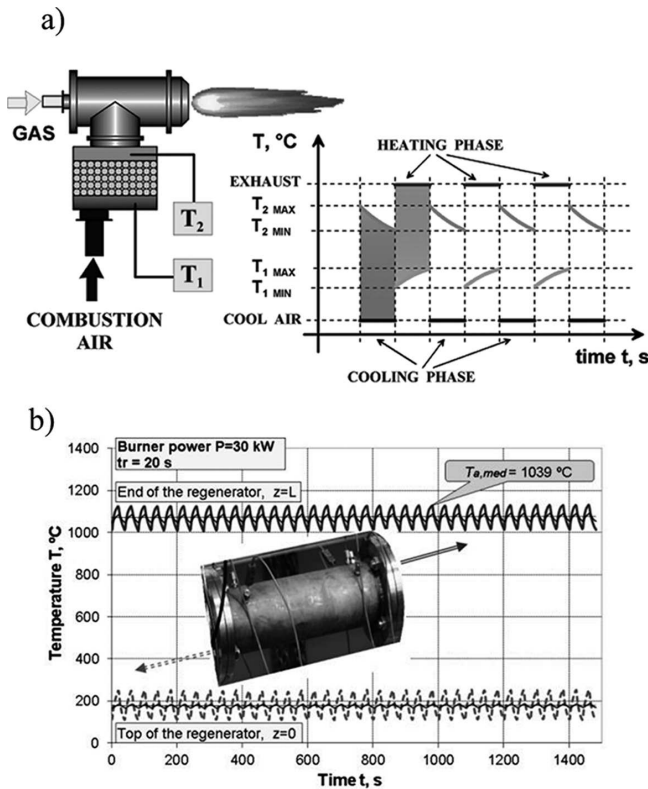 a)
GAS
T₂
T₁
COMBUSTION
AIR
T, °C
HEATING PHASE
EXHAUST
T₂ MAX
T₂ MIN
T₁ MAX
T₁ MIN
COOL AIR
time t, s
COOLING PHASE
b)
Burner power P=30 kW
tr = 20 s
End of the regenerator, z=L
Ta,med = 1039 ºC
Temperature T, ºC
1400
1200
1000
800
600
400
200
0
Top of the regenerator, z=0
0 200 400 600 800 1000 1200 1400
Time t, s